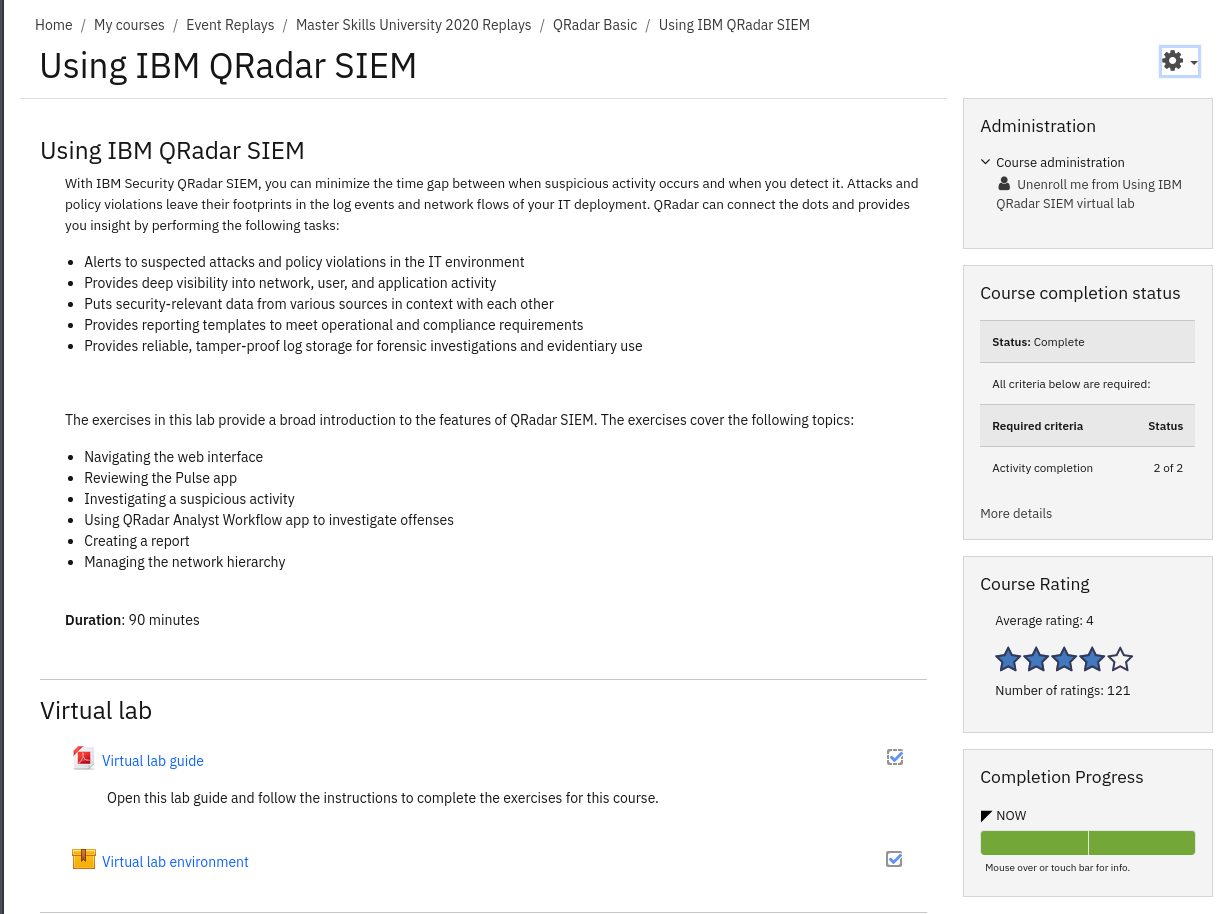 Home / My courses / Event Replays / Master Skills University 2020 Replays / QRadar Basic / Using IBM QRadar SIEM
Using IBM QRadar SIEM
Using IBM QRadar SIEM
With IBM Security QRadar SIEM, you can minimize the time gap between when suspicious activity occurs and when you detect it. Attacks and
policy violations leave their footprints in the log events and network flows of your IT deployment. QRadar can connect the dots and provides
you insight by performing the following tasks:
Alerts to suspected attacks and policy violations in the IT environment
Provides deep visibility into network, user, and application activity
Puts security-relevant data from various sources in context with each other
Provides reporting templates to meet operational and compliance requirements
Provides reliable, tamper-proof log storage for forensic investigations and evidentiary use
The exercises in this lab provide a broad introduction to the features of QRadar SIEM. The exercises cover the following topics:
Navigating the web interface
Reviewing the Pulse app
Investigating a suspicious activity
Using QRadar Analyst Workflow app to investigate offenses
Creating a report
Managing the network hierarchy
Duration: 90 minutes
Virtual lab
Virtual lab guide
Open this lab guide and follow the instructions to complete the exercises for this course.
Virtual lab environment
Administration
Course administration
Unenroll me from Using IBM
QRadar SIEM virtual lab
Course completion status
Status: Complete
All criteria below are required:
Required criteria Status
Activity completion 2 of 2
More details
Course Rating
Average rating: 4
Number of ratings: 121
Completion Progress
NOW
Mouse over or touch bar for info.